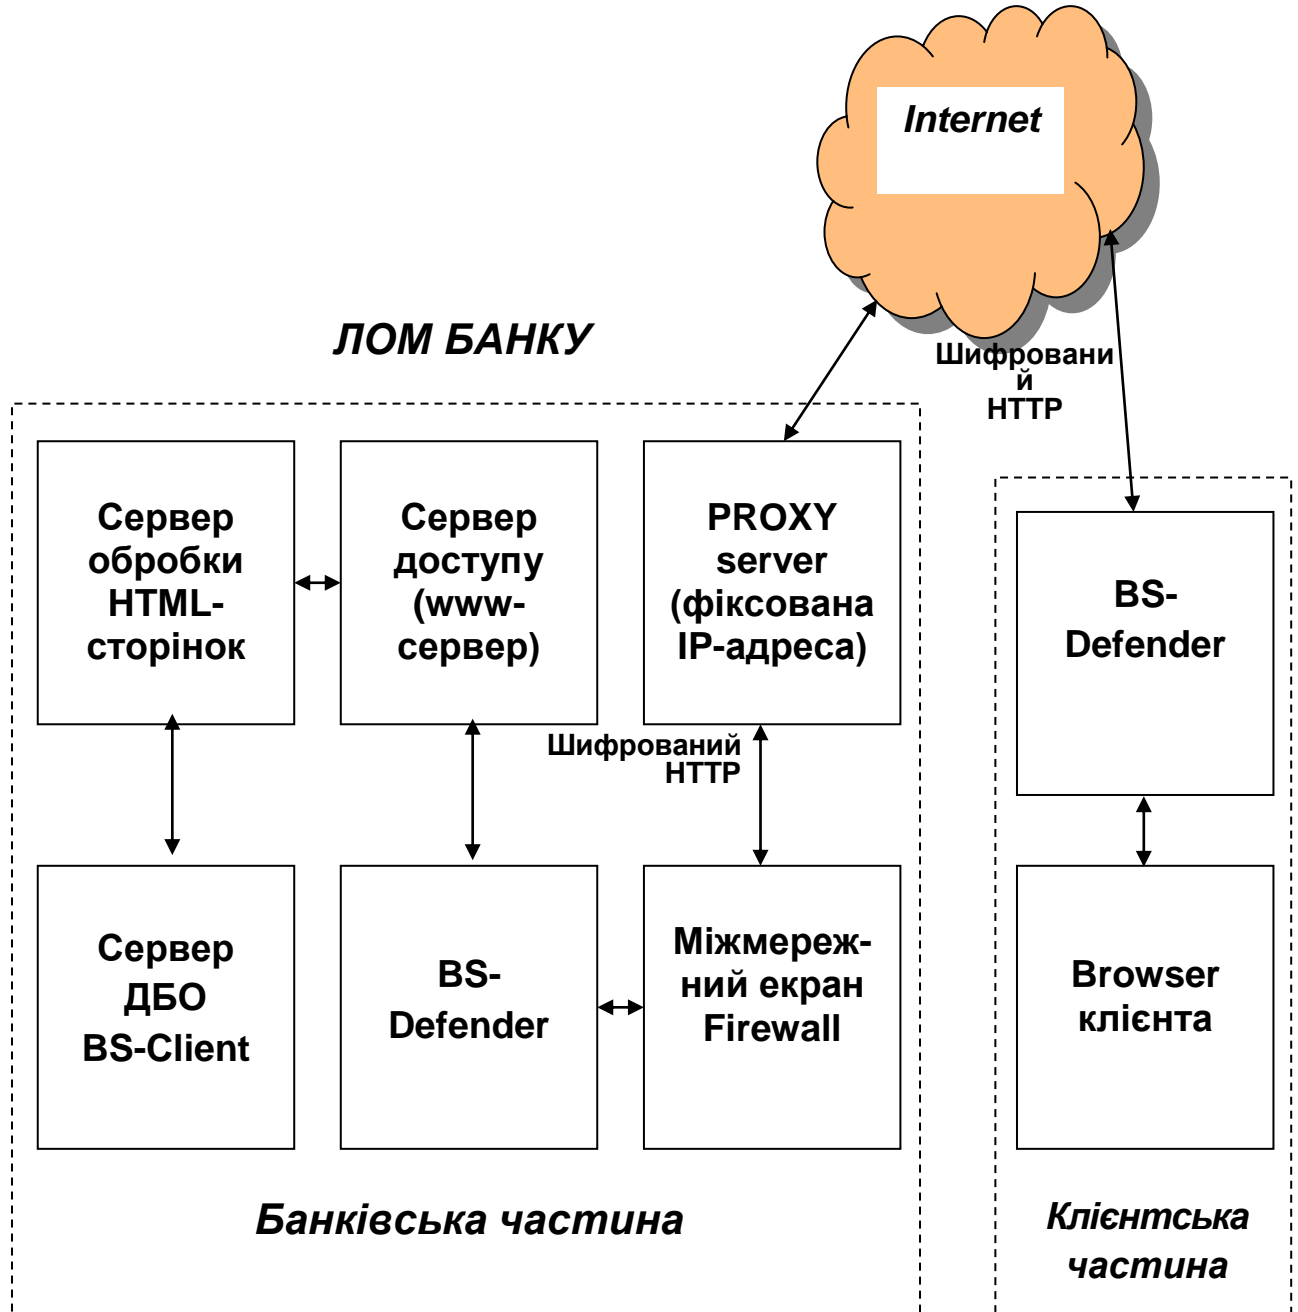 Internet
ЛОМ БАНКУ
Шифровани
й
HTTP
Сервер
обробки
HTML-
сторінок
Сервер
доступу
(www-
сервер)
PROXY
server
(фіксована
IP-адреса)
BS-
Defender
Шифрований
HTTP
Сервер
ДБО
BS-Client
BS-
Defender
Міжмереж-
ний екран
Firewall
Browser
клієнта
Банківська частина
Клієнтська
частина